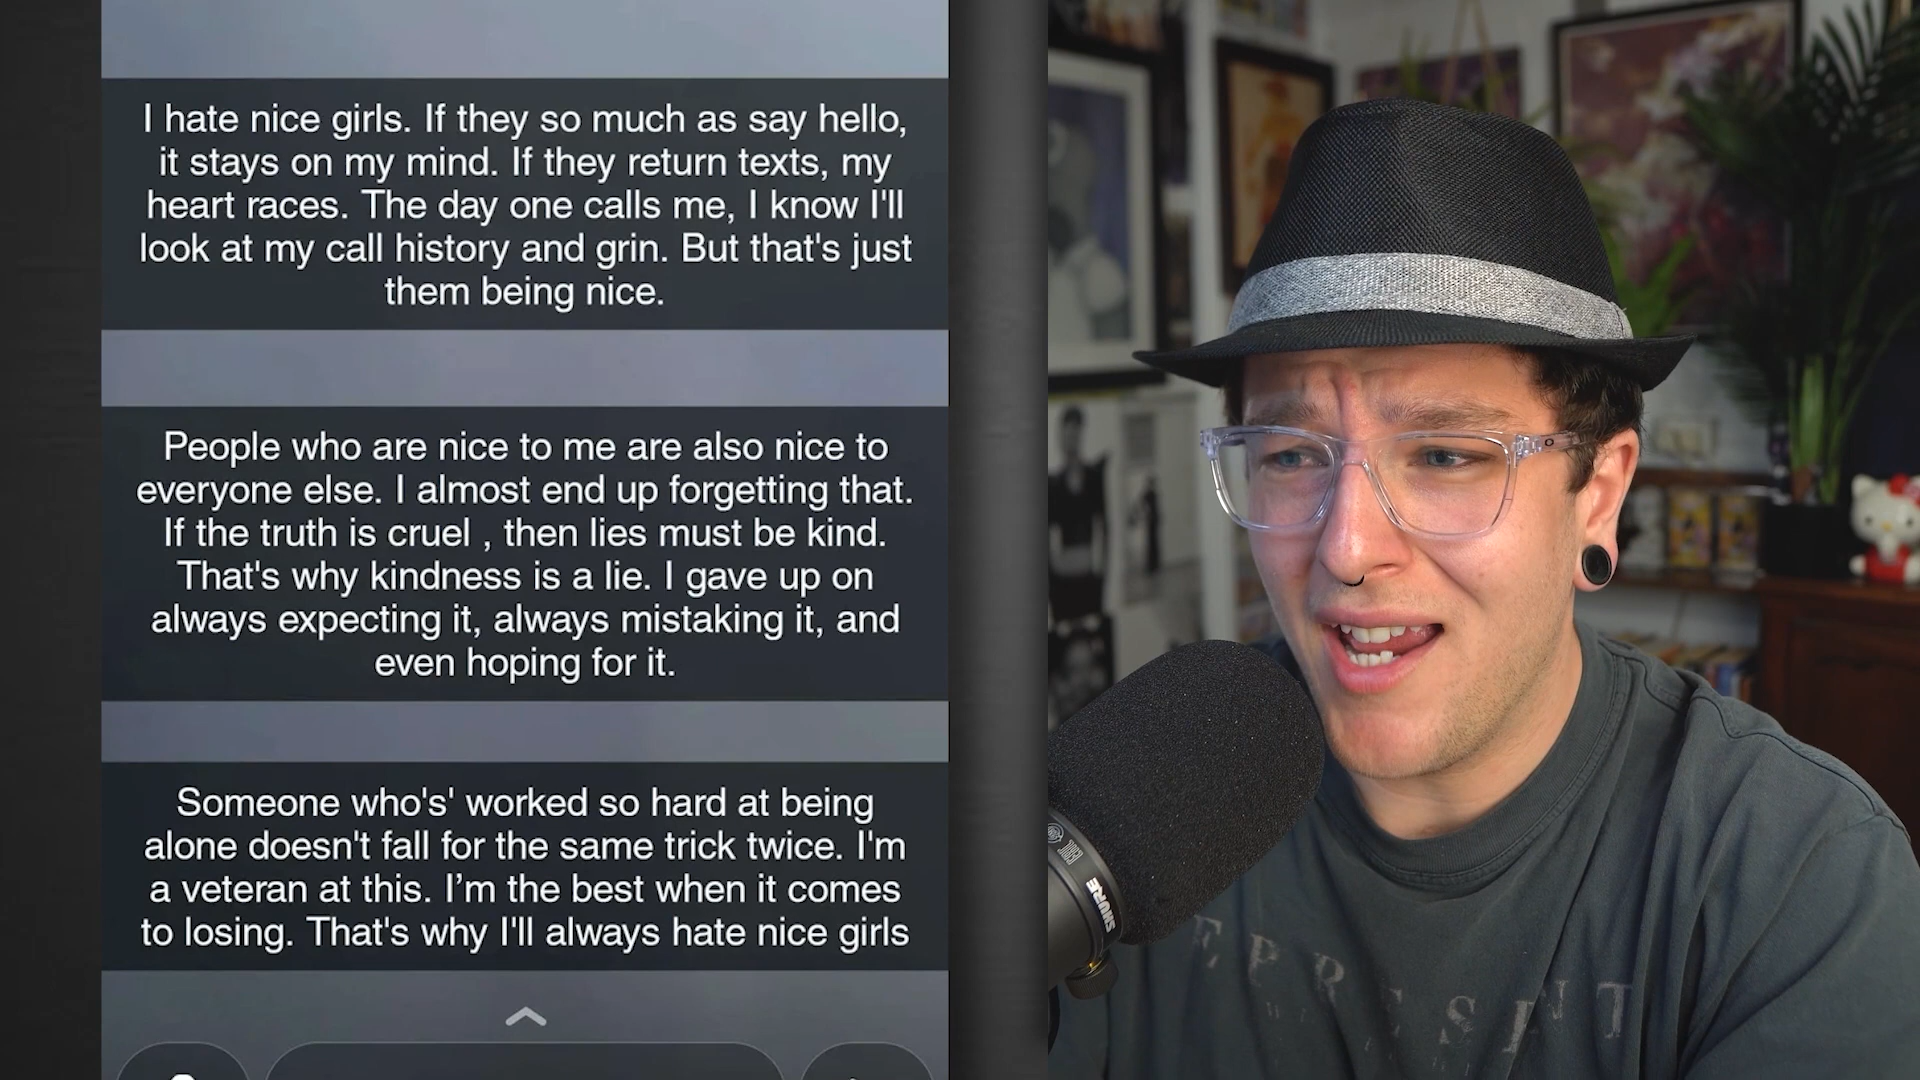 I hate nice girls. If they so much as say hello,
it stays on my mind. If they return texts, my
heart races. The day one calls me, I know I'll
look at my call history and grin. But that's just
them being nice.
People who are nice to me are also nice to
everyone else. I almost end up forgetting that.
If the truth is cruel , then lies must be kind.
That's why kindness is a lie. I gave up on
always expecting it, always mistaking it, and
even hoping for it.
Someone who's' worked so hard at being
alone doesn't fall for the same trick twice. I'm
a veteran at this. I’m the best when it comes
to losing. That's why I'll always hate nice girls
SHURE
EPRESENT